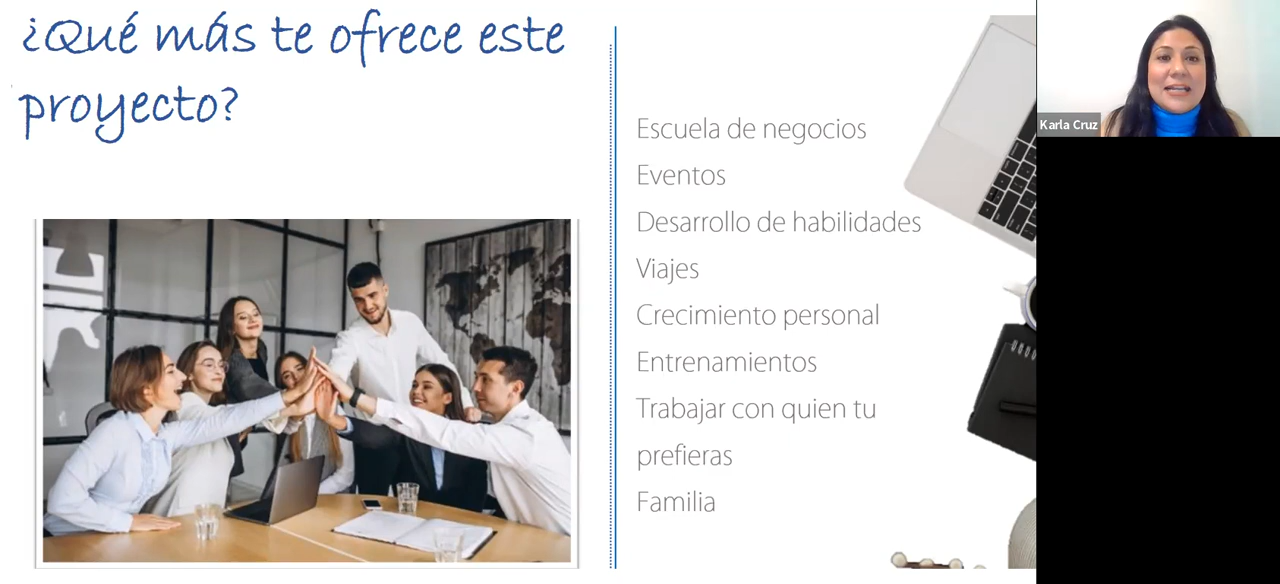 ¿Qué más te ofrece este
proyecto?
Escuela de negocios
Eventos
Desarrollo de habilidades
Viajes
Crecimiento personal
Entrenamientos
Trabajar con quien tu
prefieras
Familia
Karla Cruz